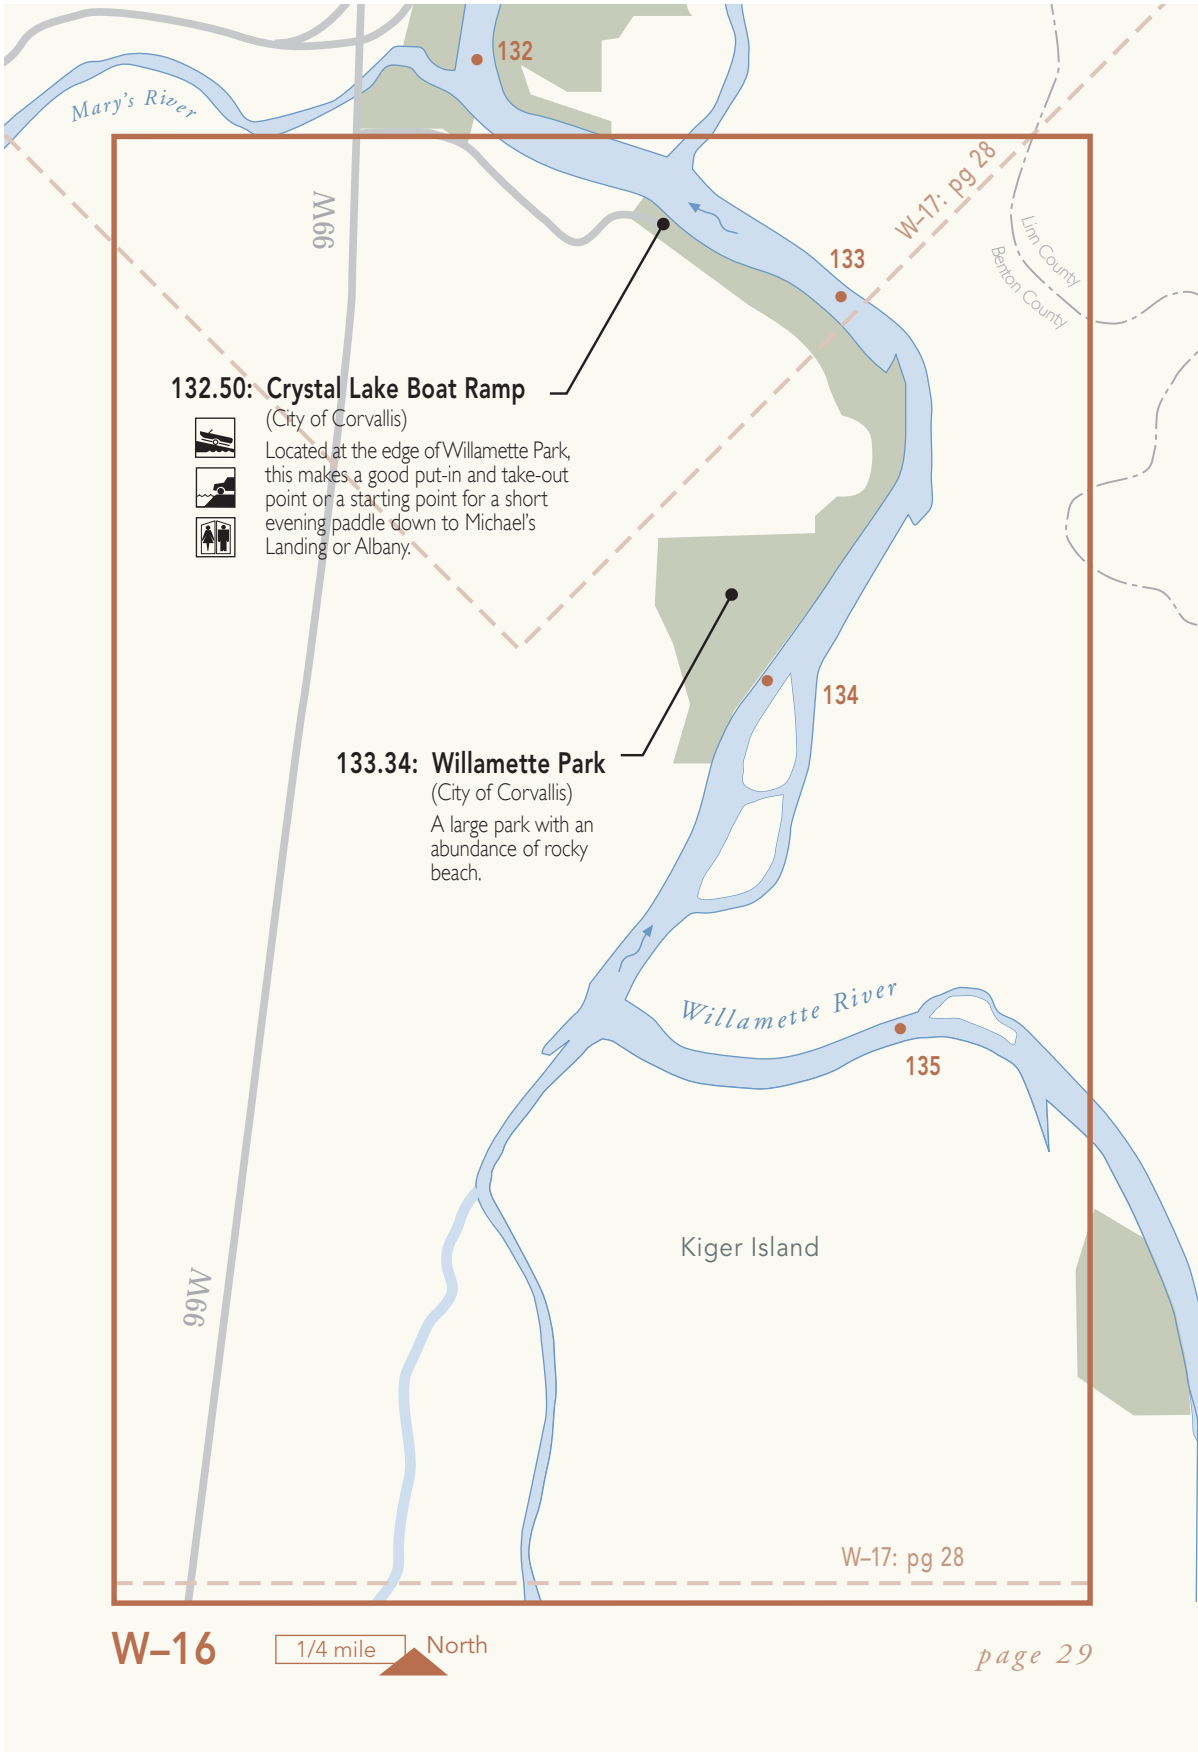 132
Mary's River
W-17: pg 28
99W
Linn County
Benton County
133
132.50: Crystal Lake Boat Ramp
(City of Corvallis)
Located at the edge of Willamette Park,
this makes a good put-in and take-out
point or a starting point for a short
evening paddle down to Michael's
Landing or Albany.
134
133.34: Willamette Park
(City of Corvallis)
A large park with an
abundance of rocky
beach.
Willamette River
135
Kiger Island
99W
W-17: pg 28
W-16
1/4 mile
North
page 29